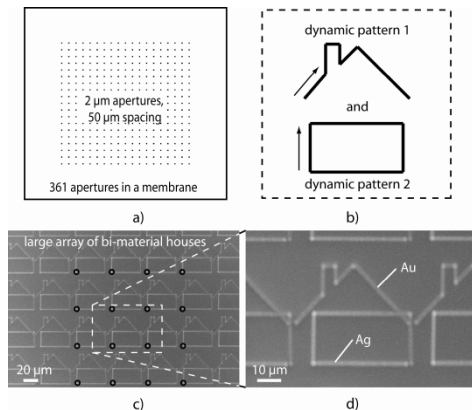 2 µm apertures,
50 µm spacing
361 apertures in a membrane
a)
dynamic pattern 1
and
dynamic pattern 2
b)
large array of bi-material houses
20 µm
c)
Au
Ag
10 µm
d)